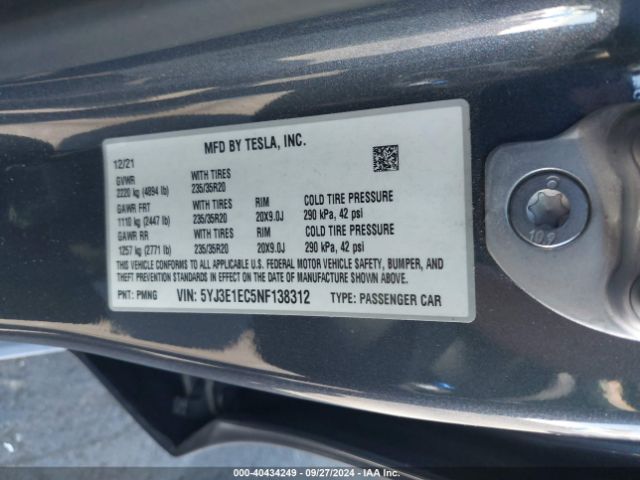 MFD BY TESLA, INC.
12/21
GVWR WITH TIRES
2220 kg (4894 lb) 235/35R20
GAWR FRT WITH TIRES RIM COLD TIRE PRESSURE
1110 kg (2447 lb) 235/35R20 20X9.0J 290 kPa, 42 psi
GAWR RR WITH TIRES RIM COLD TIRE PRESSURE
1257 kg (2771 lb) 235/35R20 20X9.0J 290 kPa, 42 psi
THIS VEHICLE CONFORMS TO ALL APPLICABLE U.S. FEDERAL MOTOR VEHICLE SAFETY, BUMPER, AND
THEFT PREVENTION STANDARDS IN EFFECT ON THE DATE OF MANUFACTURE SHOWN ABOVE.
PNT: PMNG VIN: 5YJ3E1EC5NF138312 TYPE: PASSENGER CAR
109
000-40434249 - 09/27/2024 - IAA Inc.